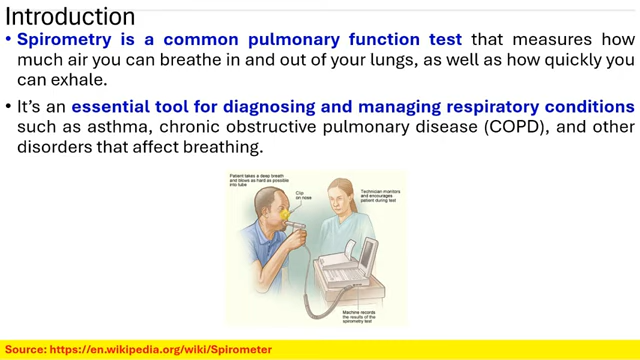 Introduction
• Spirometry is a common pulmonary function test that measures how
much air you can breathe in and out of your lungs, as well as how quickly you
can exhale.
• It's an essential tool for diagnosing and managing respiratory conditions
such as asthma, chronic obstructive pulmonary disease (COPD), and other
disorders that affect breathing.
Patient takes a deep breath
and blows as hard as possible
into tube
Clip
on nose
Technician monitors
and encourages
patient during test
Machine records
the results of the
spirometry test
Source: https://en.wikipedia.org/wiki/Spirometer